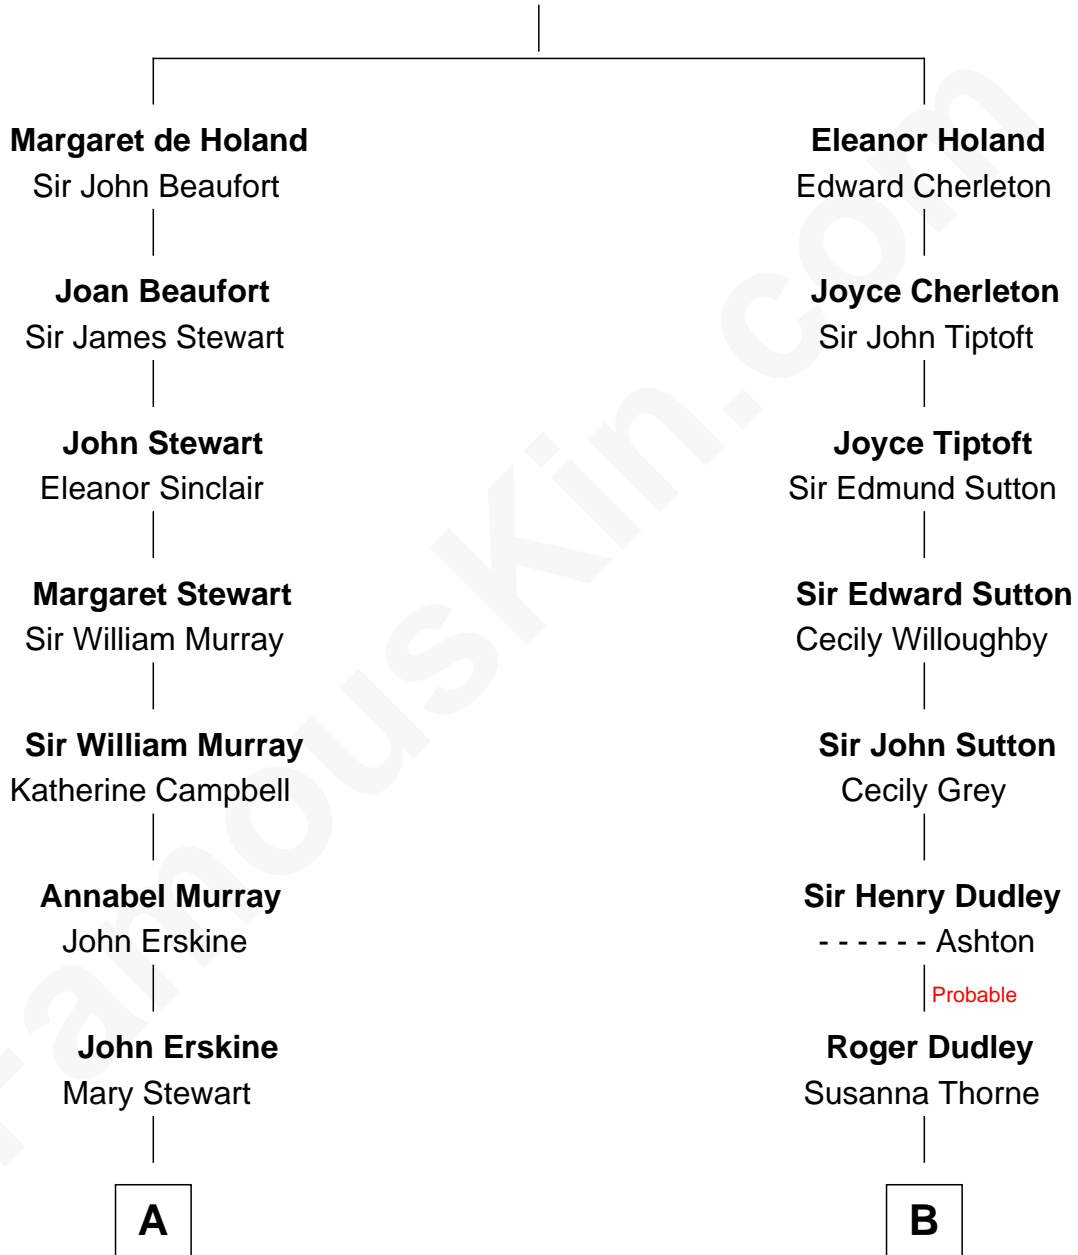 Margaret de Holand
Sir John Beaufort
Joan Beaufort
Sir James Stewart
John Stewart
Eleanor Sinclair
Margaret Stewart
Sir William Murray
Sir William Murray
Katherine Campbell
Annabel Murray
John Erskine
John Erskine
Mary Stewart
A
Eleanor Holand
Edward Cherleton
Joyce Cherleton
Sir John Tiptoft
Joyce Tiptoft
Sir Edmund Sutton
Sir Edward Sutton
Cecily Willoughby
Sir John Sutton
Cecily Grey
Sir Henry Dudley
- - - - - - Ashton
Probable
Roger Dudley
Susanna Thorne
B
FamousKin.com